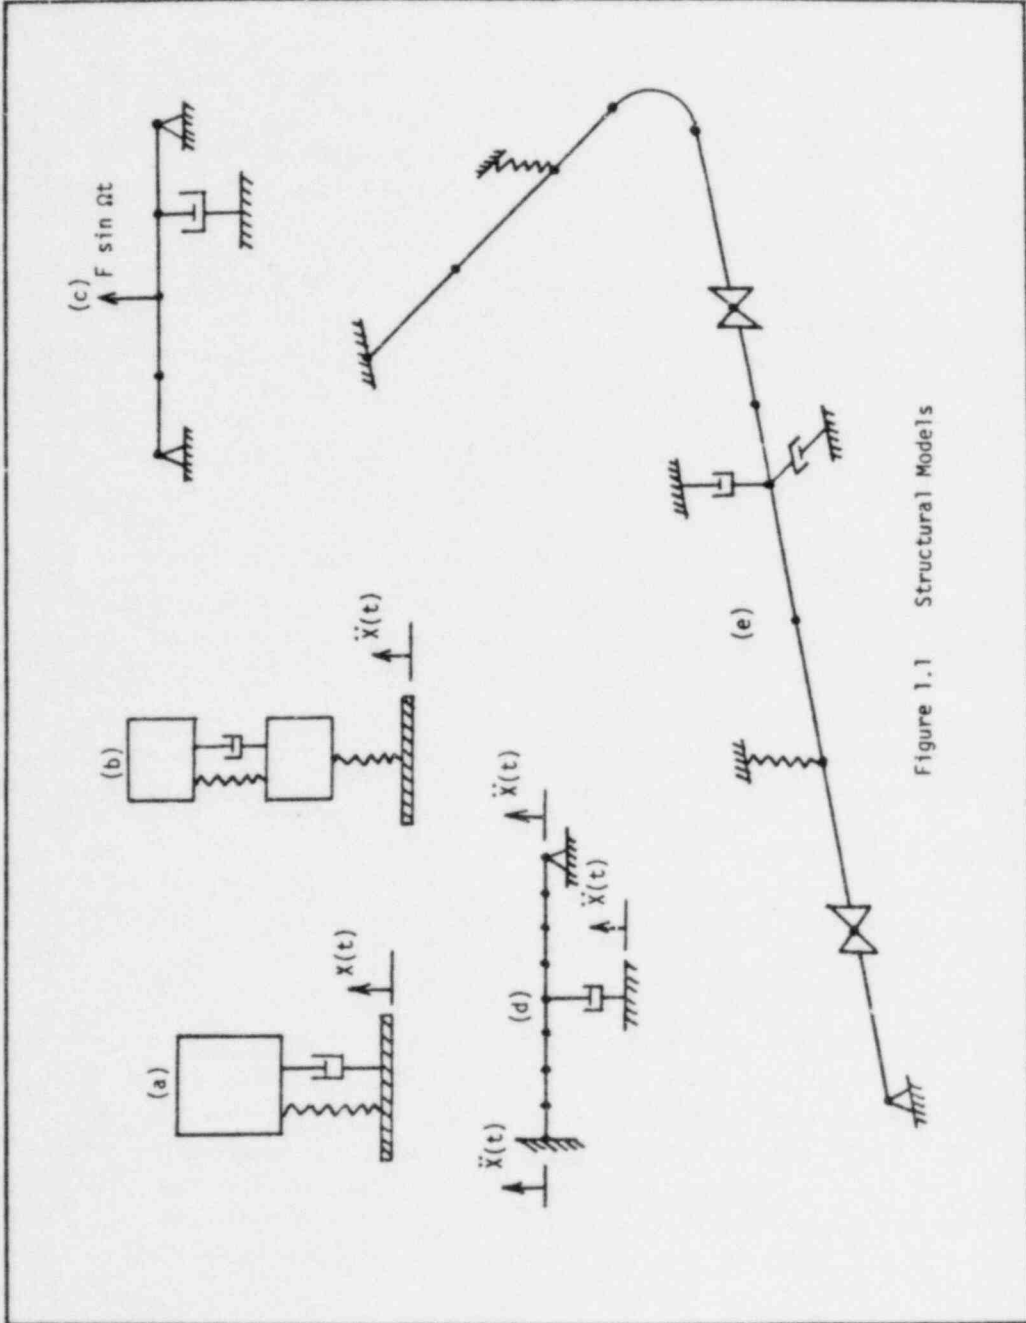 (a)
X(t)
(b)
Ẍ(t)
(c)
F sin Ωt
Ẍ(t)
(d)
Ẍ(t)
Ẍ(t)
(e)
Figure 1.1 Structural Models